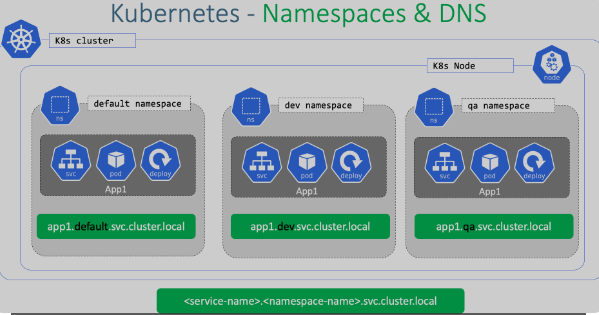 Kubernetes - Namespaces & DNS
K8s cluster
K8s Node
node
default namespace
ns
svc
pod
deploy
App1
app1.default.svc.cluster.local
dev namespace
ns
svc
pod
deploy
App1
app1.dev.svc.cluster.local
qa namespace
ns
svc
pod
deploy
App1
app1.qa.svc.cluster.local
<service-name>.<namespace-name>.svc.cluster.local